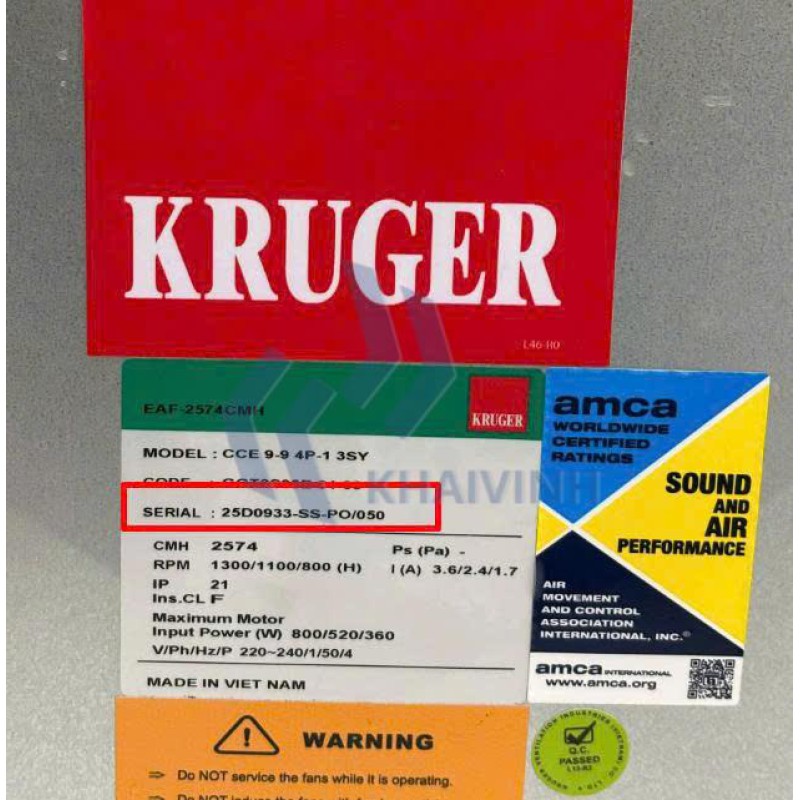 KRUGER
L46-H0
EAF-2574CMH
KRUGER
MODEL : CCE 9-9 4P-1 3SY
CODE :
KHAIVINH
SERIAL : 25D0933-SS-PO/050
CMH 2574 Ps (Pa) -
RPM 1300/1100/800 (H) I (A) 3.6/2.4/1.7
IP 21
Ins.CL F
Maximum Motor
Input Power (W) 800/520/360
V/Ph/Hz/P 220~240/1/50/4
MADE IN VIET NAM
amca
WORLDWIDE
CERTIFIED
RATINGS
SOUND
AND
AIR
PERFORMANCE
AIR
MOVEMENT
AND CONTROL
ASSOCIATION
INTERNATIONAL, INC.®
amca INTERNATIONAL
www.amca.org
WARNING
⇒ Do NOT service the fans while it is operating.
Q.C.
PASSED